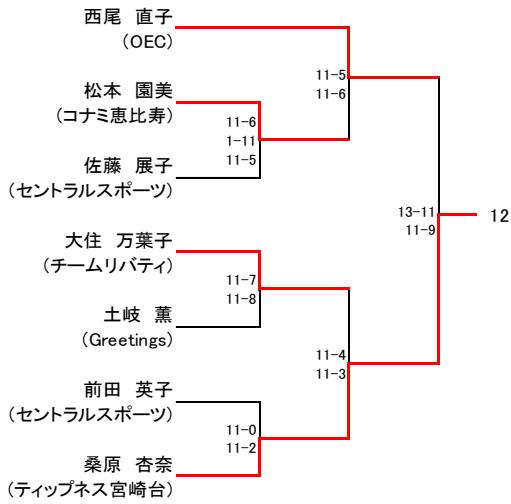 西尾 直子
(OEC)
11-5
11-6
松本 園美
(コナミ恵比寿)
11-6
1-11
11-5
佐藤 展子
(セントラルスポーツ)
13-11
11-9
12
大住 万葉子
(チームリバティ)
11-7
11-8
土岐 薫
(Greetings)
11-4
11-3
前田 英子
(セントラルスポーツ)
11-0
11-2
桑原 杏奈
(ティップネス宮崎台)